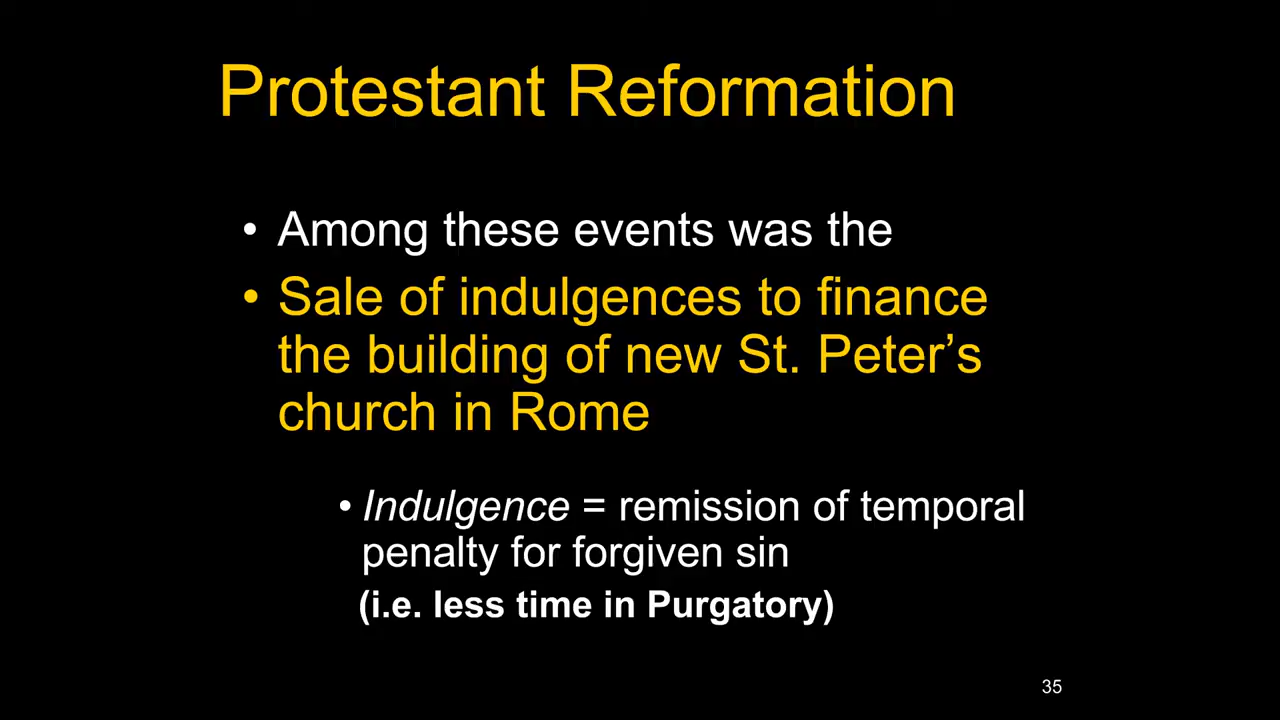 Protestant Reformation
• Among these events was the
• Sale of indulgences to finance
the building of new St. Peter’s
church in Rome
• Indulgence = remission of temporal
penalty for forgiven sin
(i.e. less time in Purgatory)
35